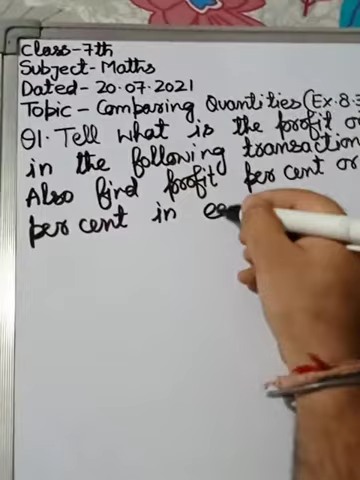 Class-7th
Subject-Maths
Dated-20.07.2021
Topic-Comparing Quantities(Ex.8.3
Q1. Tell what is the profit or
in the following transaction
Also find profit per cent or
per cent in ea